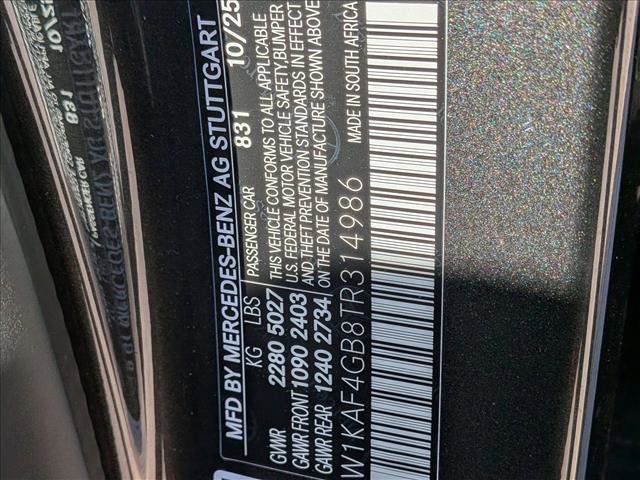 MFD BY MERCEDES-BENZ AG STUTTGART
KG LBS PASSENGER CAR 831 10/25
GVWR 2280 5027
GAWR FRONT 1090 2403
GAWR REAR 1240 2734
THIS VEHICLE CONFORMS TO ALL APPLICABLE
U.S. FEDERAL MOTOR VEHICLE SAFETY, BUMPER
AND THEFT PREVENTION STANDARDS IN EFFECT
ON THE DATE OF MANUFACTURE SHOWN ABOVE
W1KAF4GB8TR314986 MADE IN SOUTH AFRICA